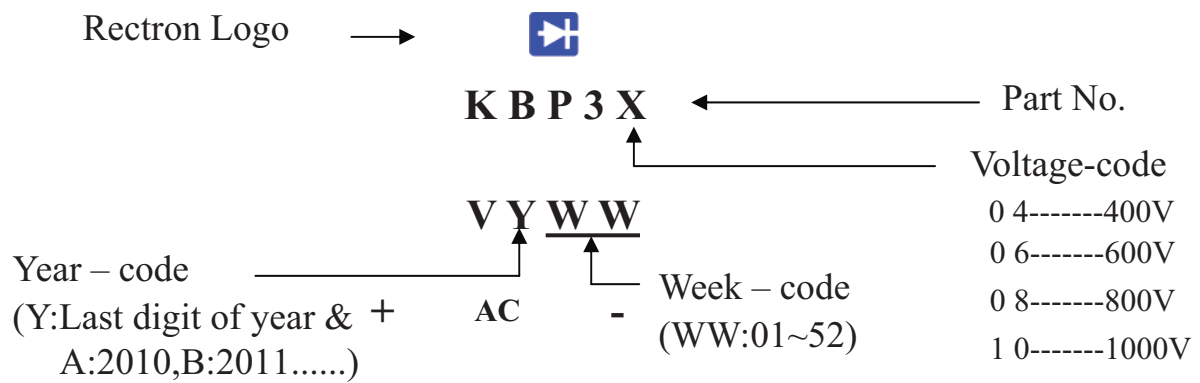 Rectron Logo
K B P 3 X
Part No.
Voltage-code
0 4-------400V
0 6-------600V
0 8-------800V
1 0-------1000V
V Y W W
Year – code
(Y:Last digit of year &
A:2010,B:2011......)
+ AC -
Week – code
(WW:01~52)